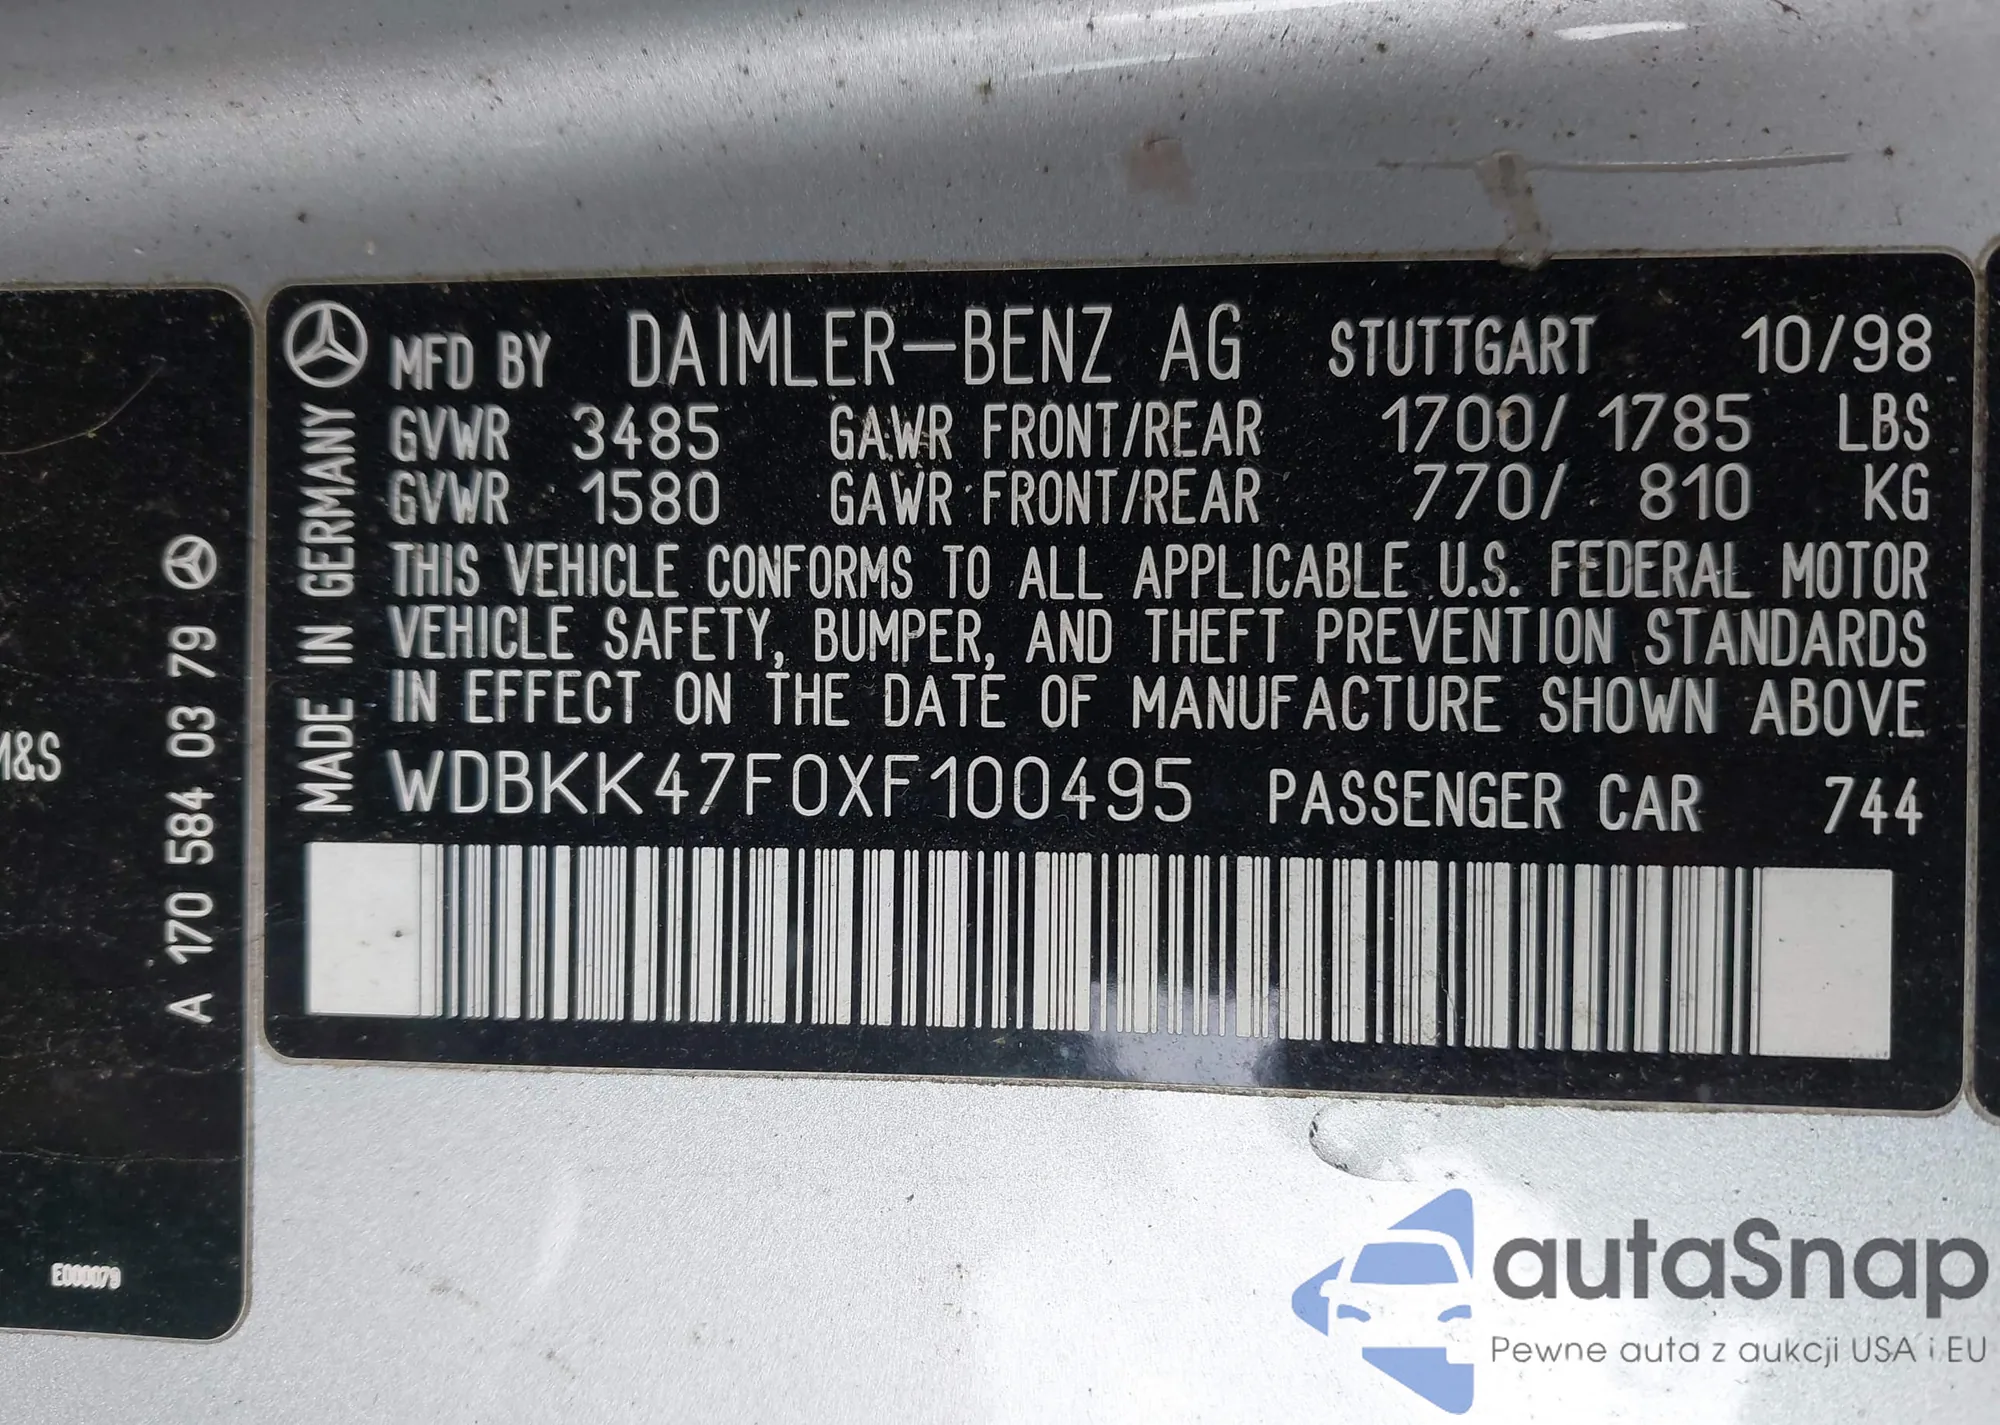 MFD BY DAIMLER-BENZ AG STUTTGART 10/98
GVWR 3485 GAWR FRONT/REAR 1700/ 1785 LBS
GVWR 1580 GAWR FRONT/REAR 770/ 810 KG
THIS VEHICLE CONFORMS TO ALL APPLICABLE U.S. FEDERAL MOTOR
VEHICLE SAFETY, BUMPER, AND THEFT PREVENTION STANDARDS
IN EFFECT ON THE DATE OF MANUFACTURE SHOWN ABOVE.
WDBKK47F0XF100495 PASSENGER CAR 744
MADE IN GERMANY
A 170 584 03 79
M&S
E000079
autaSnap
Pewne auta z aukcji USA i EU